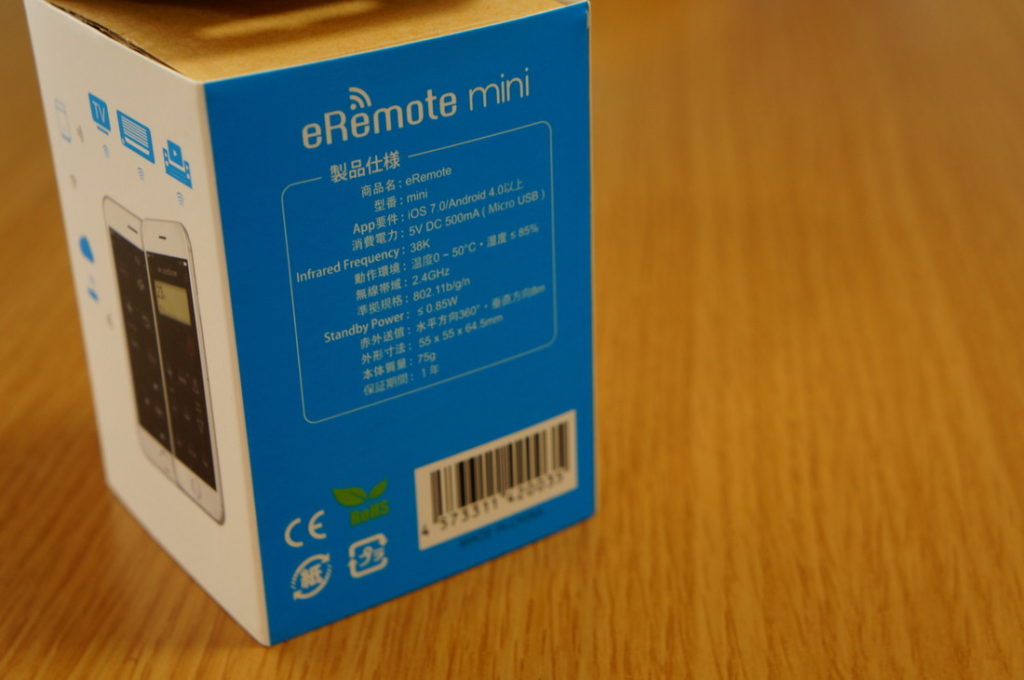 TV
eRemote mini
製品仕様
商品名：eRemote
型番：mini
App要件：iOS 7.0/Android 4.0以上
消費電力：5V DC 500mA ( Micro USB )
Infrared Frequency：38K
動作環境：温度0 ~ 50°C・湿度 ≤ 85%
無線帯域：2.4GHz
準拠規格：802.11b/g/n
Standby Power：≤ 0.85W
赤外送信：水平方向360°・垂直方向8m
外形寸法：55 x 55 x 64.5mm
本体質量：75g
保証期間：1 年
RoHS
CE
4 573311 420035
紙
プラ
MADE IN CHINA